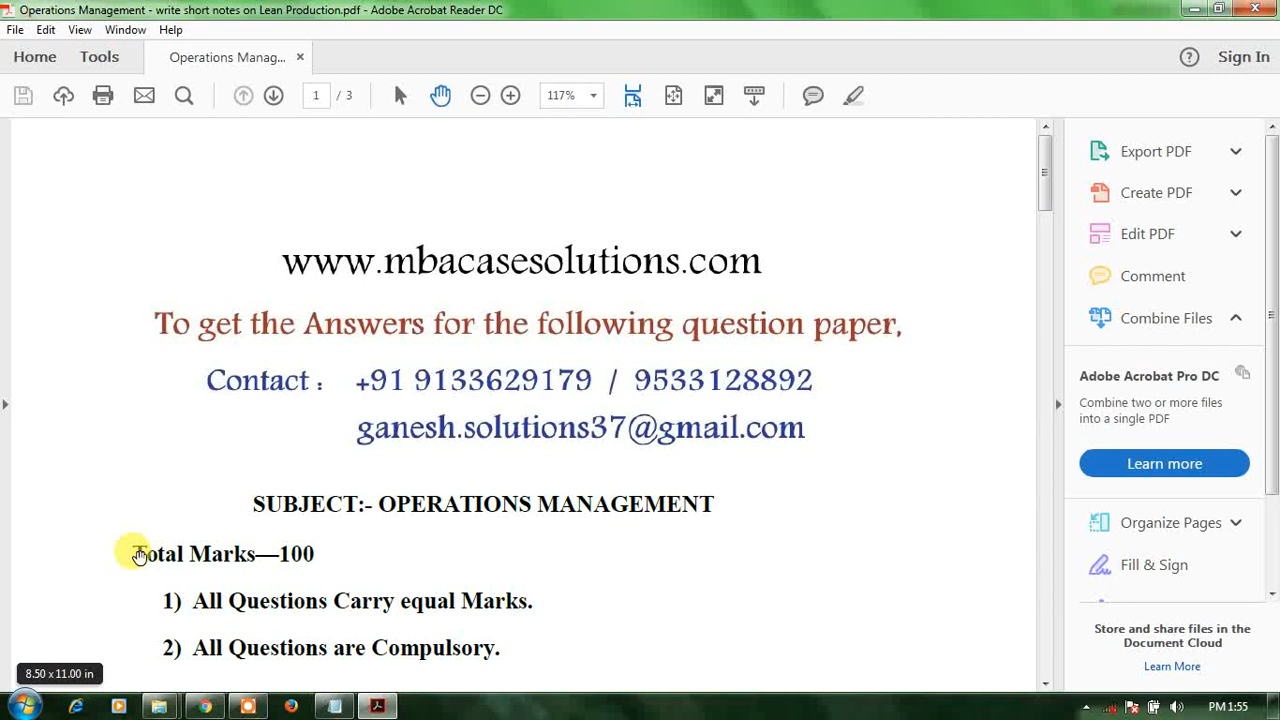 Operations Management - write short notes on Lean Production.pdf - Adobe Acrobat Reader DC
File Edit View Window Help
Home Tools Operations Manag... × Sign In
1 / 3 117%
www.mbacasesolutions.com
To get the Answers for the following question paper,
Contact : +91 9133629179 / 9533128892
ganesh.solutions37@gmail.com
SUBJECT:- OPERATIONS MANAGEMENT
Total Marks—100
1) All Questions Carry equal Marks.
2) All Questions are Compulsory.
8.50 x 11.00 in
Export PDF
Create PDF
Edit PDF
Comment
Combine Files
Adobe Acrobat Pro DC
Combine two or more files
into a single PDF
Learn more
Organize Pages
Fill & Sign
Store and share files in the
Document Cloud
Learn More
PM 1:55